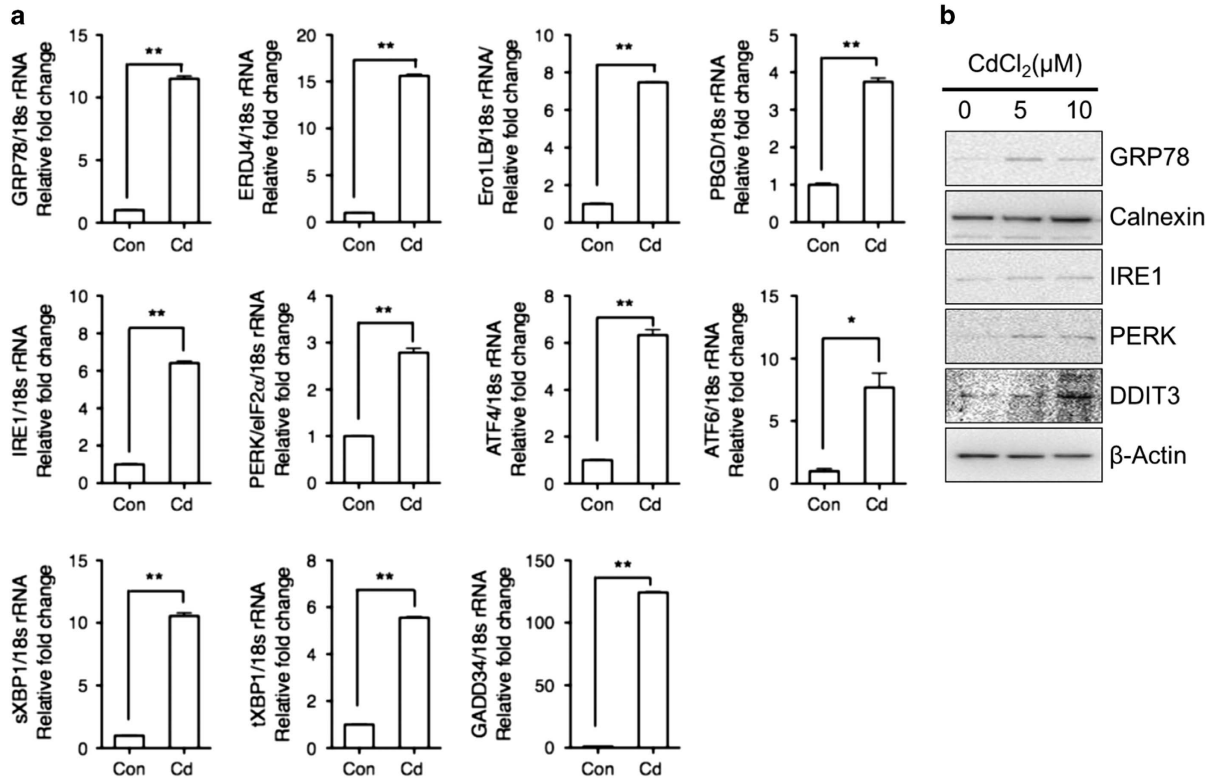 a
GRP78/18s rRNA
Relative fold change
15
10
5
0
**
Con Cd
ERDJ4/18s rRNA
Relative fold change
20
15
10
5
0
**
Con Cd
Ero1LB/18s rRNA/
Relative fold change
10
8
6
4
2
0
**
Con Cd
PBGD/18s rRNA
Relative fold change
5
4
3
2
1
0
**
Con Cd
IRE1/18s rRNA
Relative fold change
10
8
6
4
2
0
**
Con Cd
PERK/eIF2α/18s rRNA
Relative fold change
4
3
2
1
0
**
Con Cd
ATF4/18s rRNA
Relative fold change
8
6
4
2
0
**
Con Cd
ATF6/18s rRNA
Relative fold change
15
10
5
0
*
Con Cd
sXBP1/18s rRNA
Relative fold change
15
10
5
0
**
Con Cd
tXBP1/18s rRNA
Relative fold change
8
6
4
2
0
**
Con Cd
GADD34/18s rRNA
Relative fold change
150
100
50
0
**
Con Cd
b
CdCl₂(μM)
0 5 10
GRP78
Calnexin
IRE1
PERK
DDIT3
β-Actin